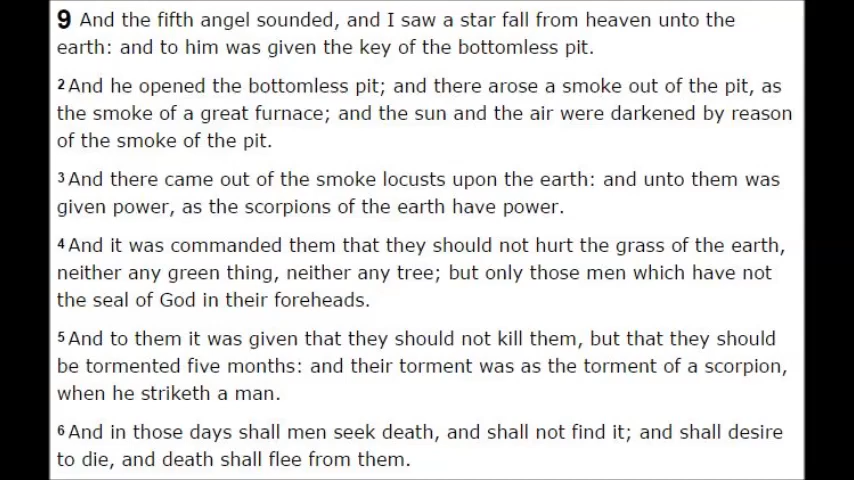 9 And the fifth angel sounded, and I saw a star fall from heaven unto the
earth: and to him was given the key of the bottomless pit.
2 And he opened the bottomless pit; and there arose a smoke out of the pit, as
the smoke of a great furnace; and the sun and the air were darkened by reason
of the smoke of the pit.
3 And there came out of the smoke locusts upon the earth: and unto them was
given power, as the scorpions of the earth have power.
4 And it was commanded them that they should not hurt the grass of the earth,
neither any green thing, neither any tree; but only those men which have not
the seal of God in their foreheads.
5 And to them it was given that they should not kill them, but that they should
be tormented five months: and their torment was as the torment of a scorpion,
when he striketh a man.
6 And in those days shall men seek death, and shall not find it; and shall desire
to die, and death shall flee from them.